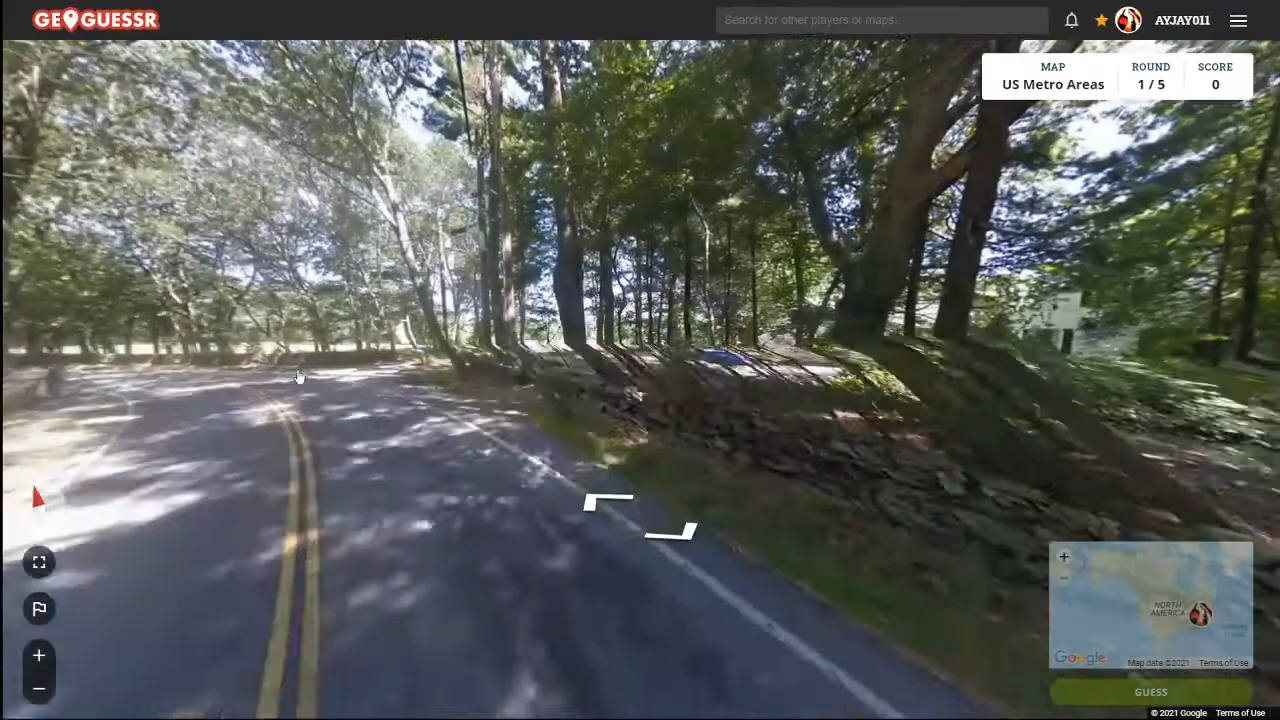 GEOGUESSR
Search for other players or maps:
AYJAY011
MAP
US Metro Areas
ROUND
1 / 5
SCORE
0
NORTH
AMERICA
Google
Map data ©2021
Terms of Use
GUESS
© 2021 Google
Terms of Use